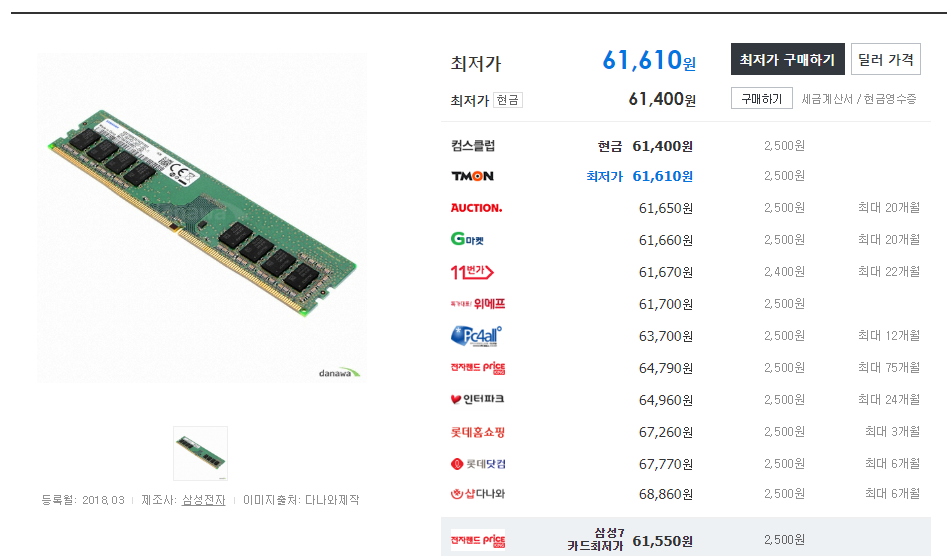 최저가 61,610원 최저가 구매하기 딜러 가격
최저가 현금 61,400원 구매하기 세금계산서 / 현금영수증
컴스클럽 현금 61,400원 2,500원
TMON 최저가 61,610원 2,500원
AUCTION. 61,650원 2,500원 최대 20개월
G마켓 61,660원 2,500원 최대 20개월
11번가 61,670원 2,400원 최대 22개월
특가대표! 위메프 61,700원 2,500원
Pc4all 63,700원 2,500원 최대 12개월
전자랜드 price KING 64,790원 2,500원 최대 75개월
인터파크 64,960원 2,500원 최대 24개월
롯데홈쇼핑 67,260원 2,500원 최대 3개월
롯데닷컴 67,770원 2,500원 최대 6개월
샵다나와 68,860원 2,500원 최대 6개월
전자랜드 price KING 삼성7 카드최저가 61,550원 2,500원
danawa
등록월: 2018.03 제조사: 삼성전자 이미지출처: 다나와제작